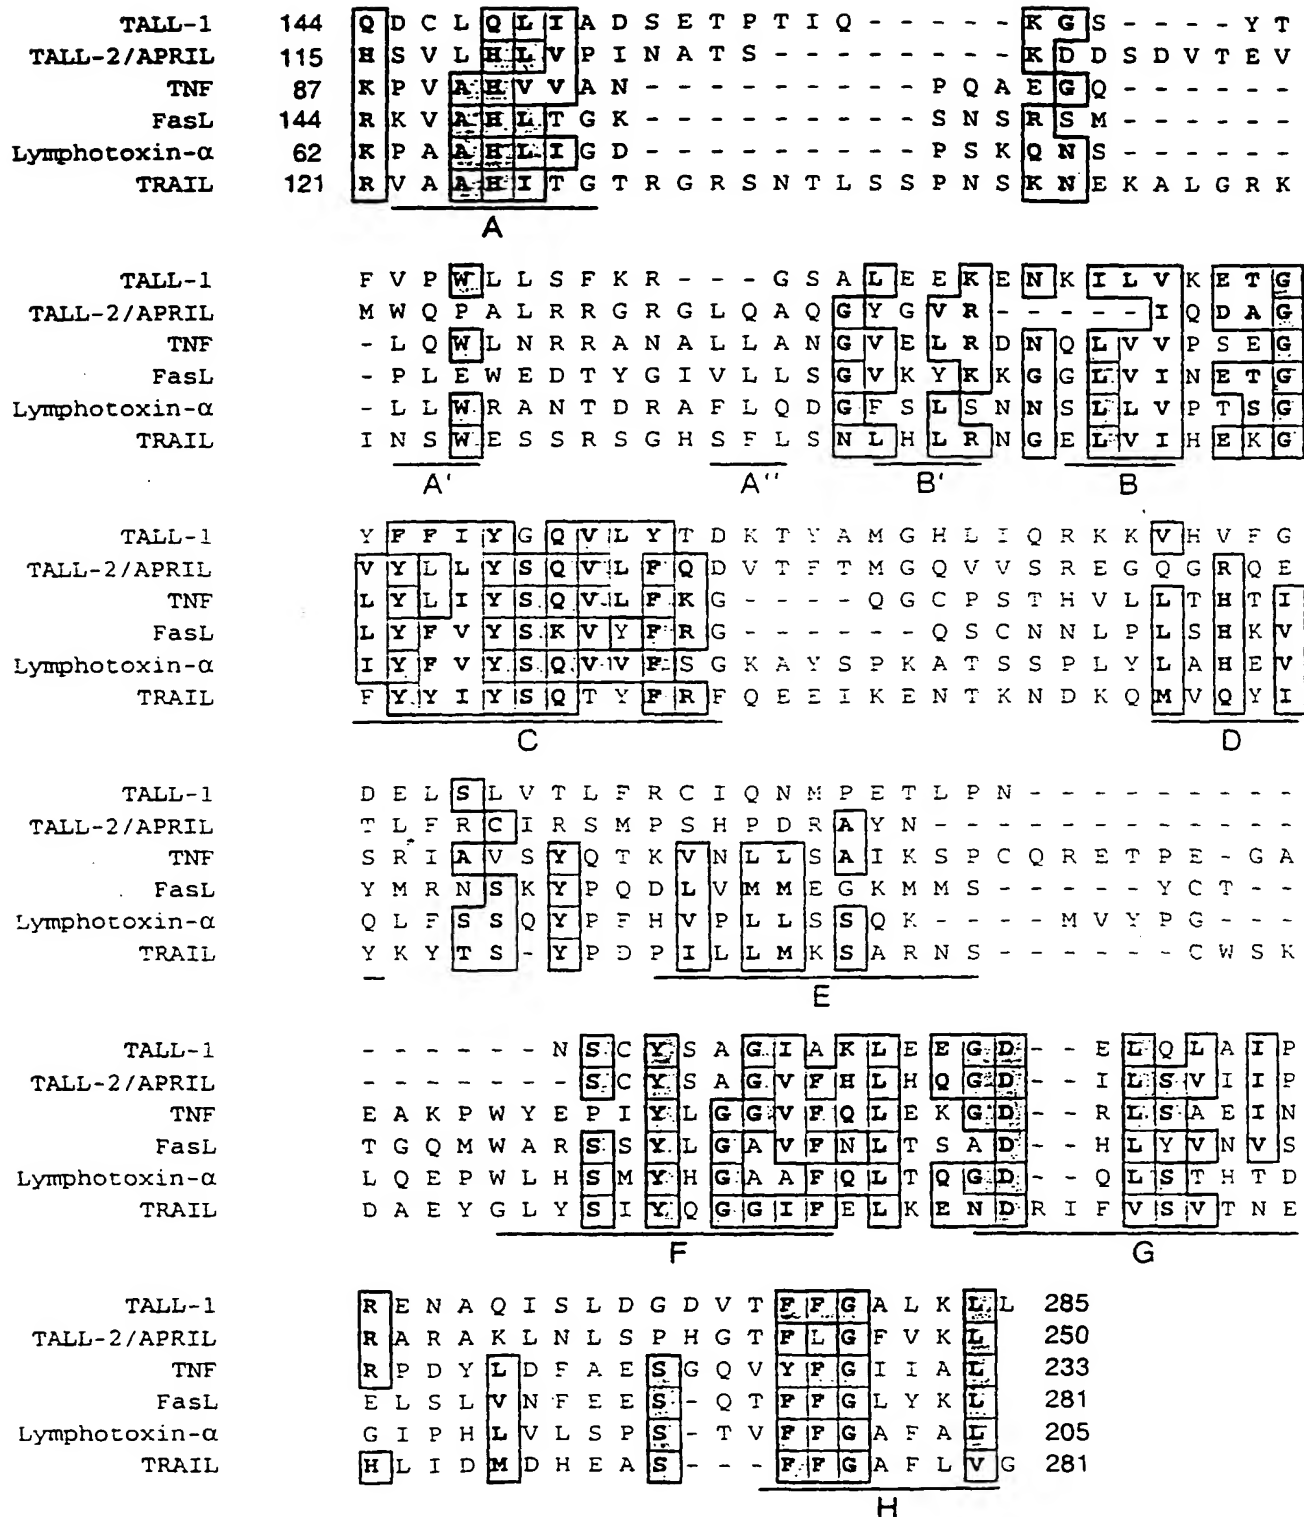 TALL-1 144 Q D C L Q L I A D S E T P T I Q - - - - - K G S - - - - Y T
TALL-2/APRIL 115 H S V L H L V P I N A T S - - - - - - - - K D D S D V T E V
TNF 87 K P V A H V V A N - - - - - - - - - P Q A E G Q - - - - - -
FasL 144 R K V A H L T G K - - - - - - - - - S N S R S M - - - - - -
Lymphotoxin-α 62 K P A A H L I G D - - - - - - - - - P S K Q N S - - - - - -
TRAIL 121 R V A A H I T G T R G R S N T L S S P N S K N E K A L G R K
A
TALL-1 F V P W L L S F K R - - - G S A L E E K E N K I L V K E T G
TALL-2/APRIL M W Q P A L R R G R G L Q A Q G Y G V R - - - - - I Q D A G
TNF - L Q W L N R R A N A L L A N G V E L R D N Q L V V P S E G
FasL - P L E W E D T Y G I V L L S G V K Y K K G G L V I N E T G
Lymphotoxin-α - L L W R A N T D R A F L Q D G F S L S N N S L L V P T S G
TRAIL I N S W E S S R S G H S F L S N L H L R N G E L V I H E K G
A' A'' B' B
TALL-1 Y F F I Y G Q V L Y T D K T Y A M G H L I Q R K K V H V F G
TALL-2/APRIL V Y L L Y S Q V L F Q D V T F T M G Q V V S R E G Q G R Q E
TNF L Y L I Y S Q V L F K G - - - - Q G C P S T H V L L T H T I
FasL L Y F V Y S K V Y F R G - - - - - - Q S C N N L P L S H K V
Lymphotoxin-α I Y F V Y S Q V V F S G K A Y S P K A T S S P L Y L A H E V
TRAIL F Y Y I Y S Q T Y F R F Q E E I K E N T K N D K Q M V Q Y I
C D
TALL-1 D E L S L V T L F R C I Q N M P E T L P N - - - - - - - - -
TALL-2/APRIL T L F R C I R S M P S H P D R A Y N - - - - - - - - - - - -
TNF S R I A V S Y Q T K V N L L S A I K S P C Q R E T P E - G A
FasL Y M R N S K Y P Q D L V M M E G K M M S - - - - - - Y C T - -
Lymphotoxin-α Q L F S S Q Y P F H V P L L S S Q K - - - - - M V Y P G - - -
TRAIL Y K Y T S - Y P D P I L L M K S A R N S - - - - - - C W S K
E
TALL-1 - - - - - - N S C Y S A G I A K L E E G D - - E L Q L A I P
TALL-2/APRIL - - - - - - - S C Y S A G V F H L H Q G D - - I L S V I I P
TNF E A K P W Y E P I Y L G G V F Q L E K G D - - R L S A E I N
FasL T G Q M W A R S S Y L G A V F N L T S A D - - H L Y V N V S
Lymphotoxin-α L Q E P W L H S M Y H G A A F Q L T Q G D - - Q L S T H T D
TRAIL D A E Y G L Y S I Y Q G G I F E L K E N D R I F V S V T N E
F G
TALL-1 R E N A Q I S L D G D V T F F G A L K L L 285
TALL-2/APRIL R A R A K L N L S P H G T F L G F V K L 250
TNF R P D Y L D F A E S G Q V Y F G I I A L 233
FasL E L S L V N F E E S - Q T F F G L Y K L 281
Lymphotoxin-α G I P H L V L S P S - T V F F G A F A L 205
TRAIL H L I D M D H E A S - - - F F G A F L V G 281
H